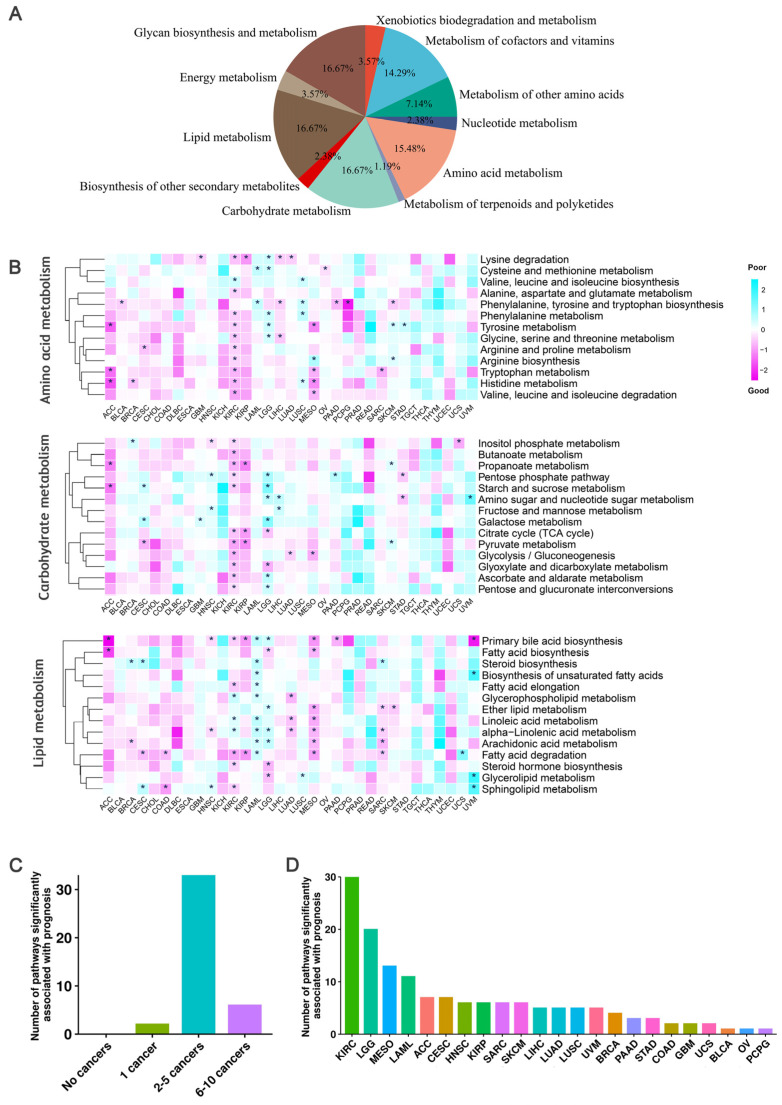 A
Glycan biosynthesis and metabolism
Xenobiotics biodegradation and metabolism
Metabolism of cofactors and vitamins
Energy metabolism
Metabolism of other amino acids
Nucleotide metabolism
Lipid metabolism
Amino acid metabolism
Biosynthesis of other secondary metabolites
Metabolism of terpenoids and polyketides
Carbohydrate metabolism
16.67%
3.57%
14.29%
3.57%
7.14%
2.38%
16.67%
15.48%
2.38%
16.67%
1.19%
B
Amino acid metabolism
Lysine degradation
Cysteine and methionine metabolism
Valine, leucine and isoleucine biosynthesis
Alanine, aspartate and glutamate metabolism
Phenylalanine, tyrosine and tryptophan biosynthesis
Phenylalanine metabolism
Tyrosine metabolism
Glycine, serine and threonine metabolism
Arginine and proline metabolism
Arginine biosynthesis
Tryptophan metabolism
Histidine metabolism
Valine, leucine and isoleucine degradation
ACC BLCA BRCA CESC CHOL COAD DLBC ESCA GBM HNSC KICH KIRC KIRP LAML LGG LIHC LUAD LUSC MESO OV PAAD PCPG PRAD READ SARC SKCM STAD TGCT THCA THYM UCEC UCS UVM
Poor
2
1
0
−1
−2
Good
Carbohydrate metabolism
Inositol phosphate metabolism
Butanoate metabolism
Propanoate metabolism
Pentose phosphate pathway
Starch and sucrose metabolism
Amino sugar and nucleotide sugar metabolism
Fructose and mannose metabolism
Galactose metabolism
Citrate cycle (TCA cycle)
Pyruvate metabolism
Glycolysis / Gluconeogenesis
Glyoxylate and dicarboxylate metabolism
Ascorbate and aldarate metabolism
Pentose and glucuronate interconversions
ACC BLCA BRCA CESC CHOL COAD DLBC ESCA GBM HNSC KICH KIRC KIRP LAML LGG LIHC LUAD LUSC MESO OV PAAD PCPG PRAD READ SARC SKCM STAD TGCT THCA THYM UCEC UCS UVM
Lipid metabolism
Primary bile acid biosynthesis
Fatty acid biosynthesis
Steroid biosynthesis
Biosynthesis of unsaturated fatty acids
Fatty acid elongation
Glycerophospholipid metabolism
Ether lipid metabolism
Linoleic acid metabolism
alpha−Linolenic acid metabolism
Arachidonic acid metabolism
Fatty acid degradation
Steroid hormone biosynthesis
Glycerolipid metabolism
Sphingolipid metabolism
ACC BLCA BRCA CESC CHOL COAD DLBC ESCA GBM HNSC KICH KIRC KIRP LAML LGG LIHC LUAD LUSC MESO OV PAAD PCPG PRAD READ SARC SKCM STAD TGCT THCA THYM UCEC UCS UVM
C
Number of pathways significantly
associated with prognosis
30
20
10
0
No cancers
1 cancer
2-5 cancers
6-10 cancers
D
Number of pathways significantly
associated with prognosis
30
20
10
0
KIRC LGG MESO LAML ACC CESC HNSC KIRP SARC SKCM LIHC LUAD LUSC UVM BRCA PAAD STAD COAD GBM UCS BLCA OV PCPG